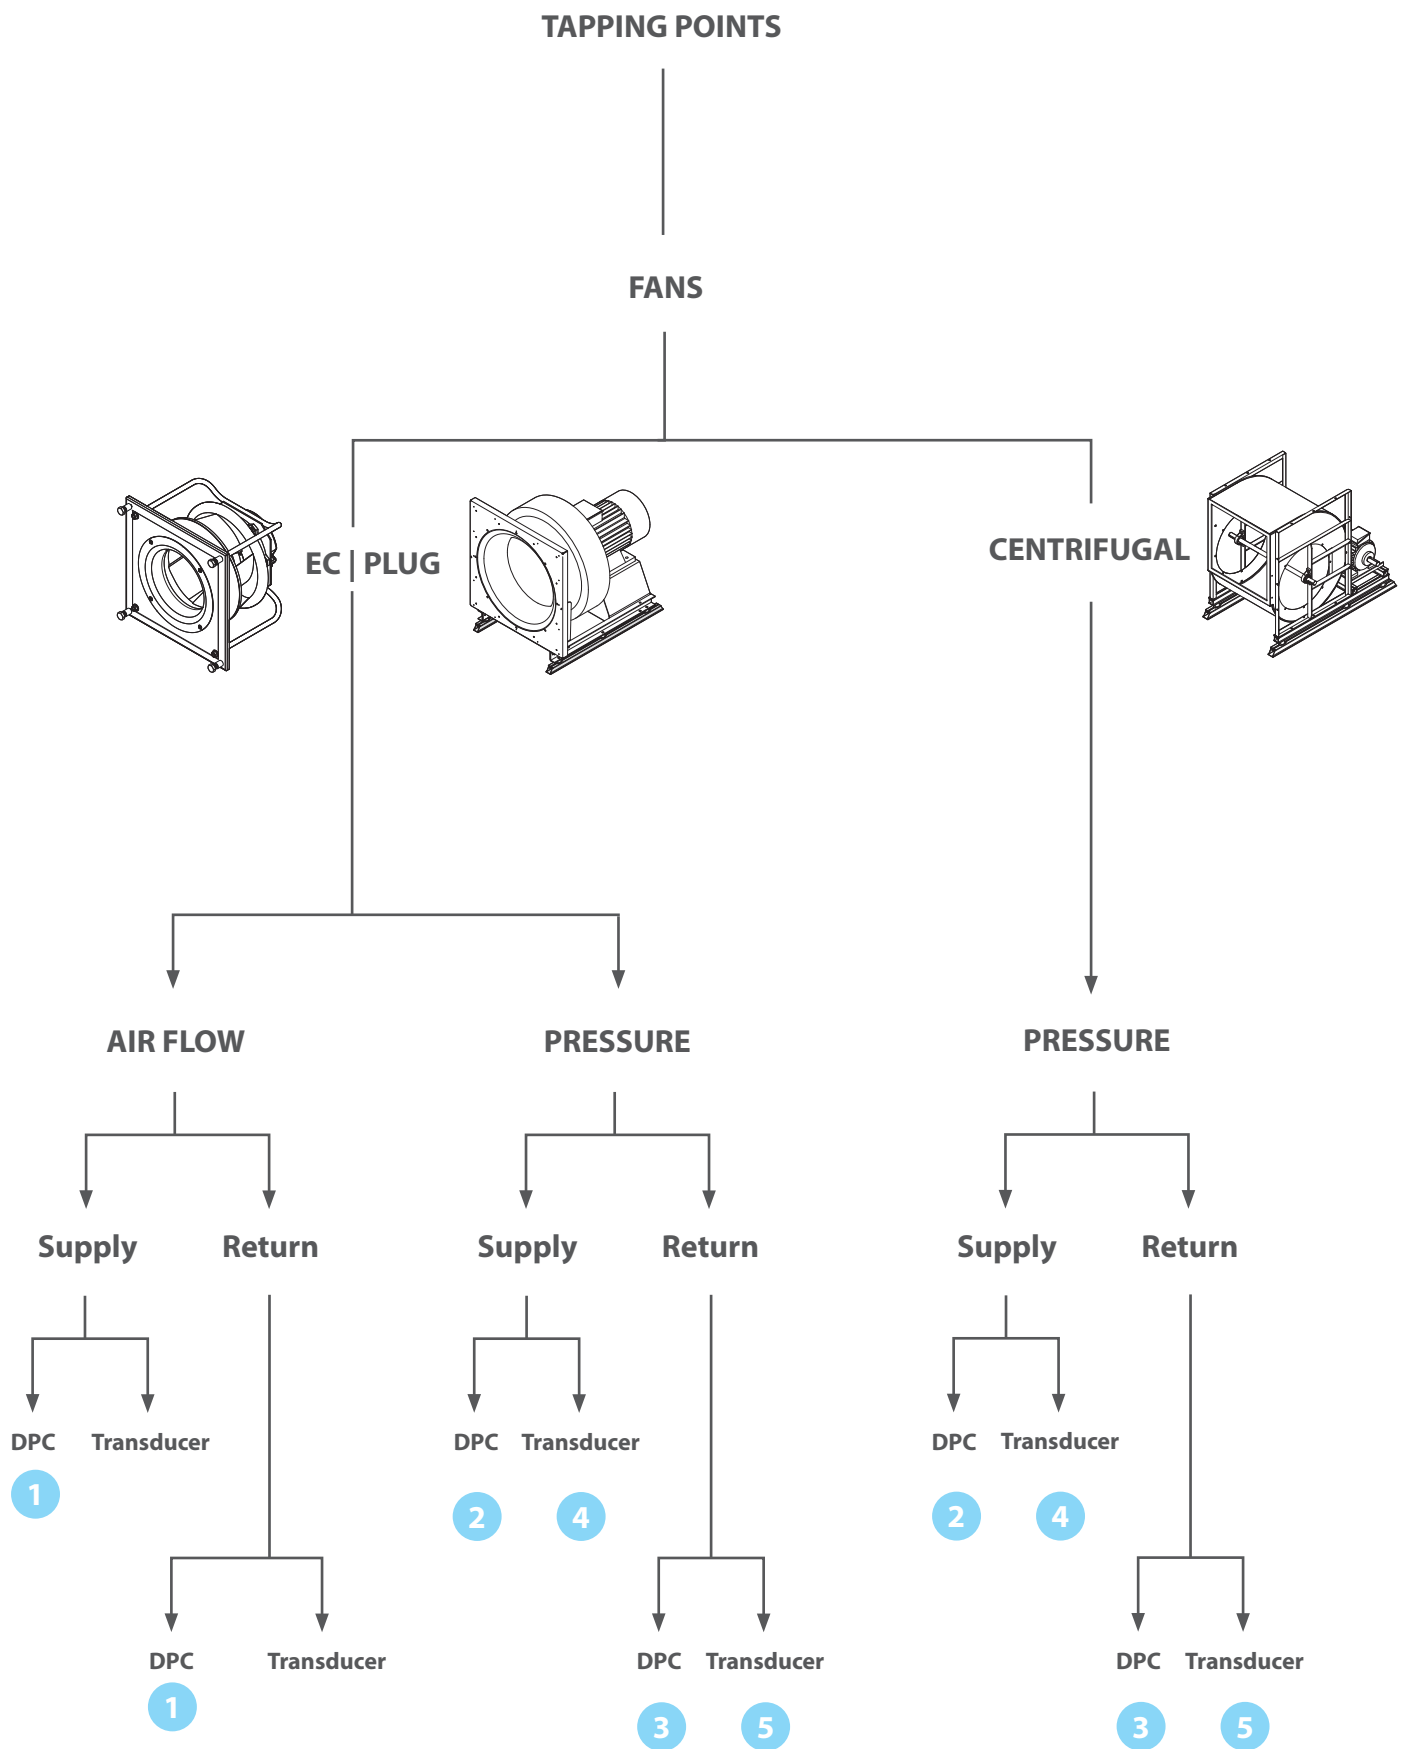 TAPPING POINTS
FANS
EC | PLUG
CENTRIFUGAL
AIR FLOW
PRESSURE
PRESSURE
Supply
Return
Supply
Return
Supply
Return
DPC
Transducer
DPC
Transducer
DPC
Transducer
1
2
4
2
4
DPC
Transducer
DPC
Transducer
DPC
Transducer
1
3
5
3
5